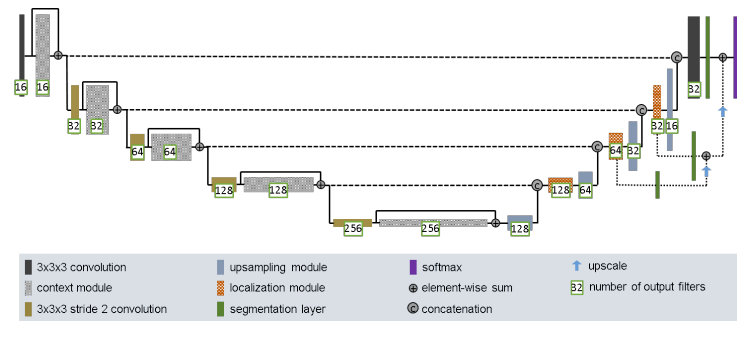 16
16
32
32
32
32
16
64
64
64
32
128
128
128
64
256
256
128
C
C
C
C
3x3x3 convolution
upsampling module
softmax
upscale
context module
localization module
element-wise sum
32 number of output filters
3x3x3 stride 2 convolution
segmentation layer
C concatenation